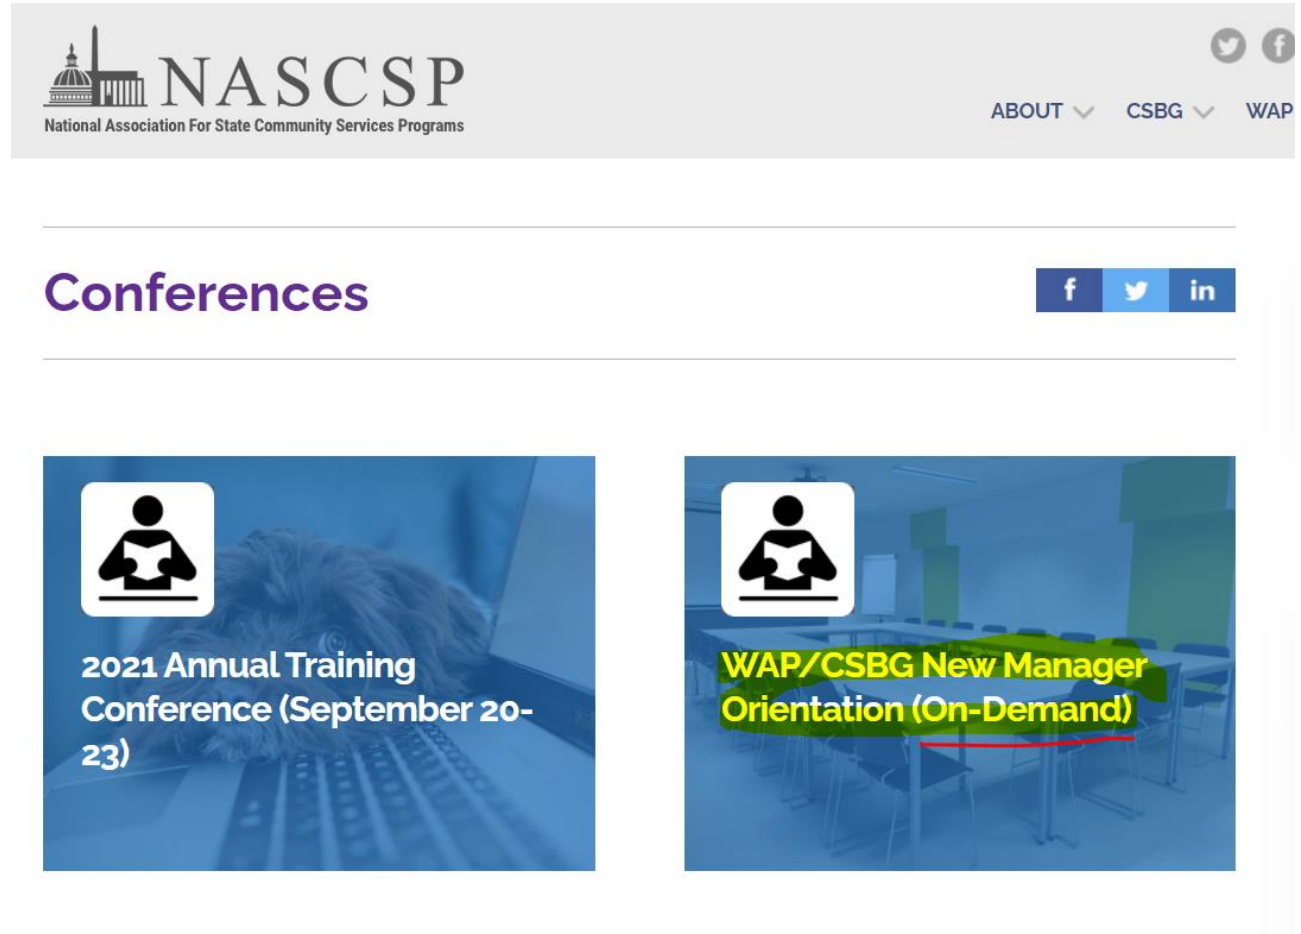 NASCSP
National Association For State Community Services Programs
ABOUT CSBG WAP
Conferences
f in
2021 Annual Training
Conference (September 20-
23)
WAP/CSBG New Manager
Orientation (On-Demand)